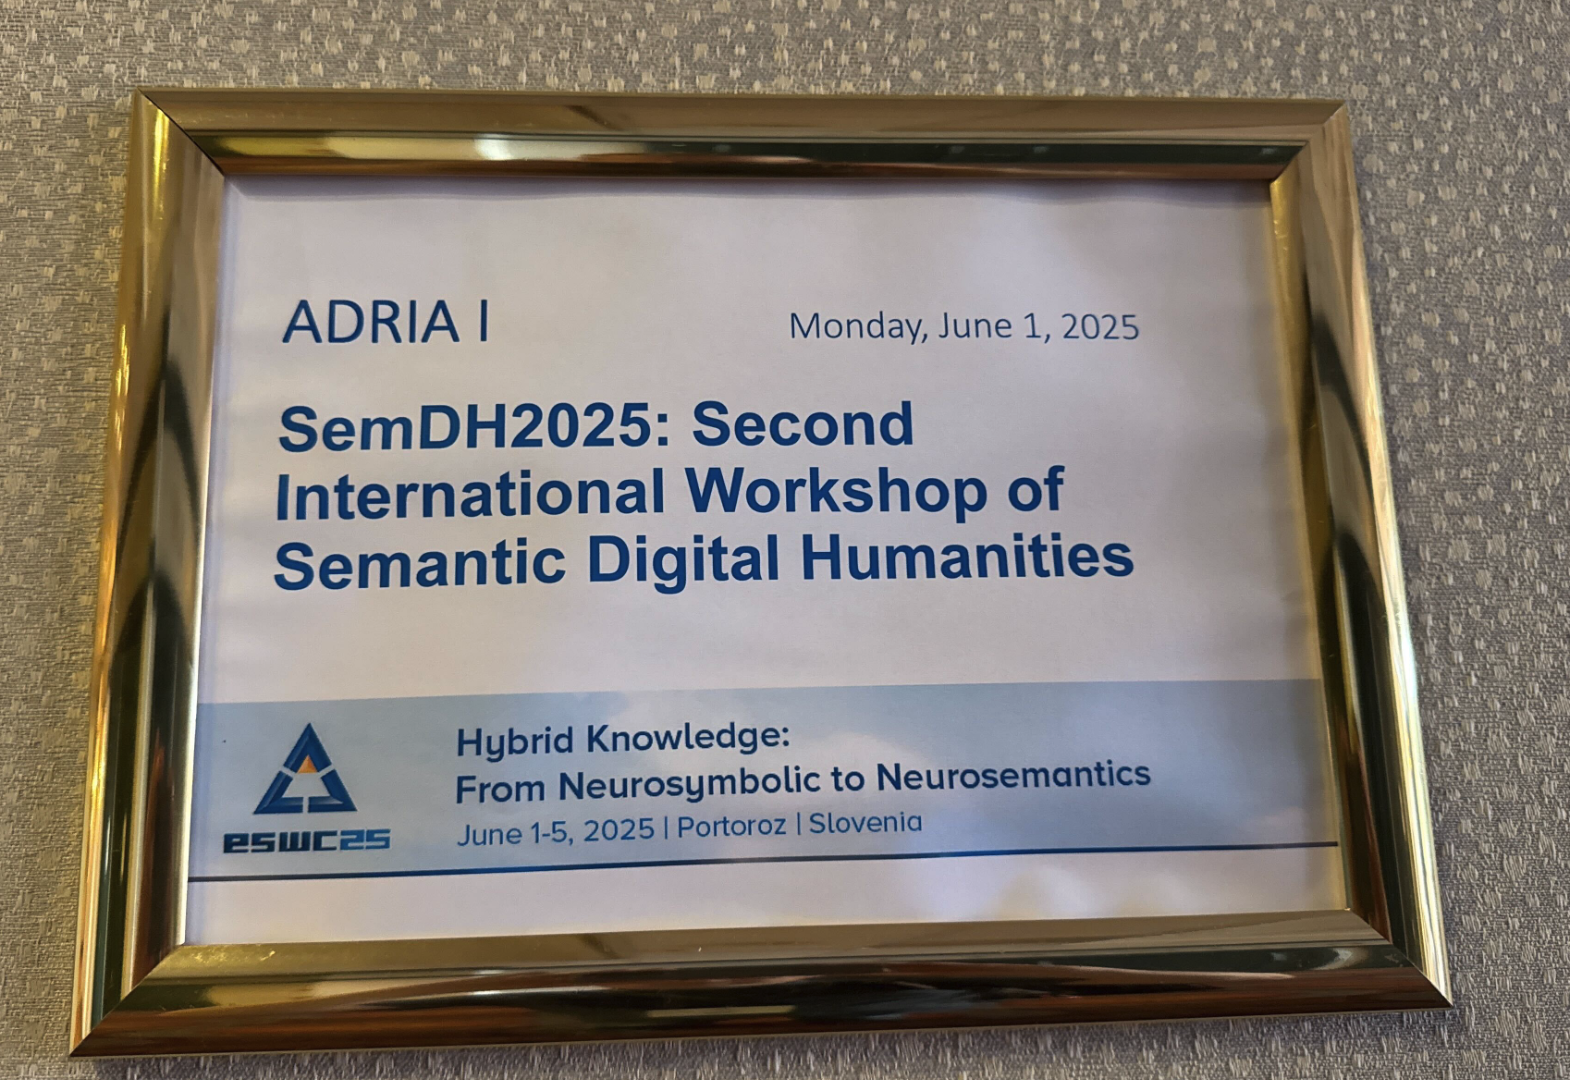 ADRIA I
Monday, June 1, 2025
SemDH2025: Second
International Workshop of
Semantic Digital Humanities
Hybrid Knowledge:
From Neurosymbolic to Neurosemantics
June 1-5, 2025 | Portoroz | Slovenia
eswc25